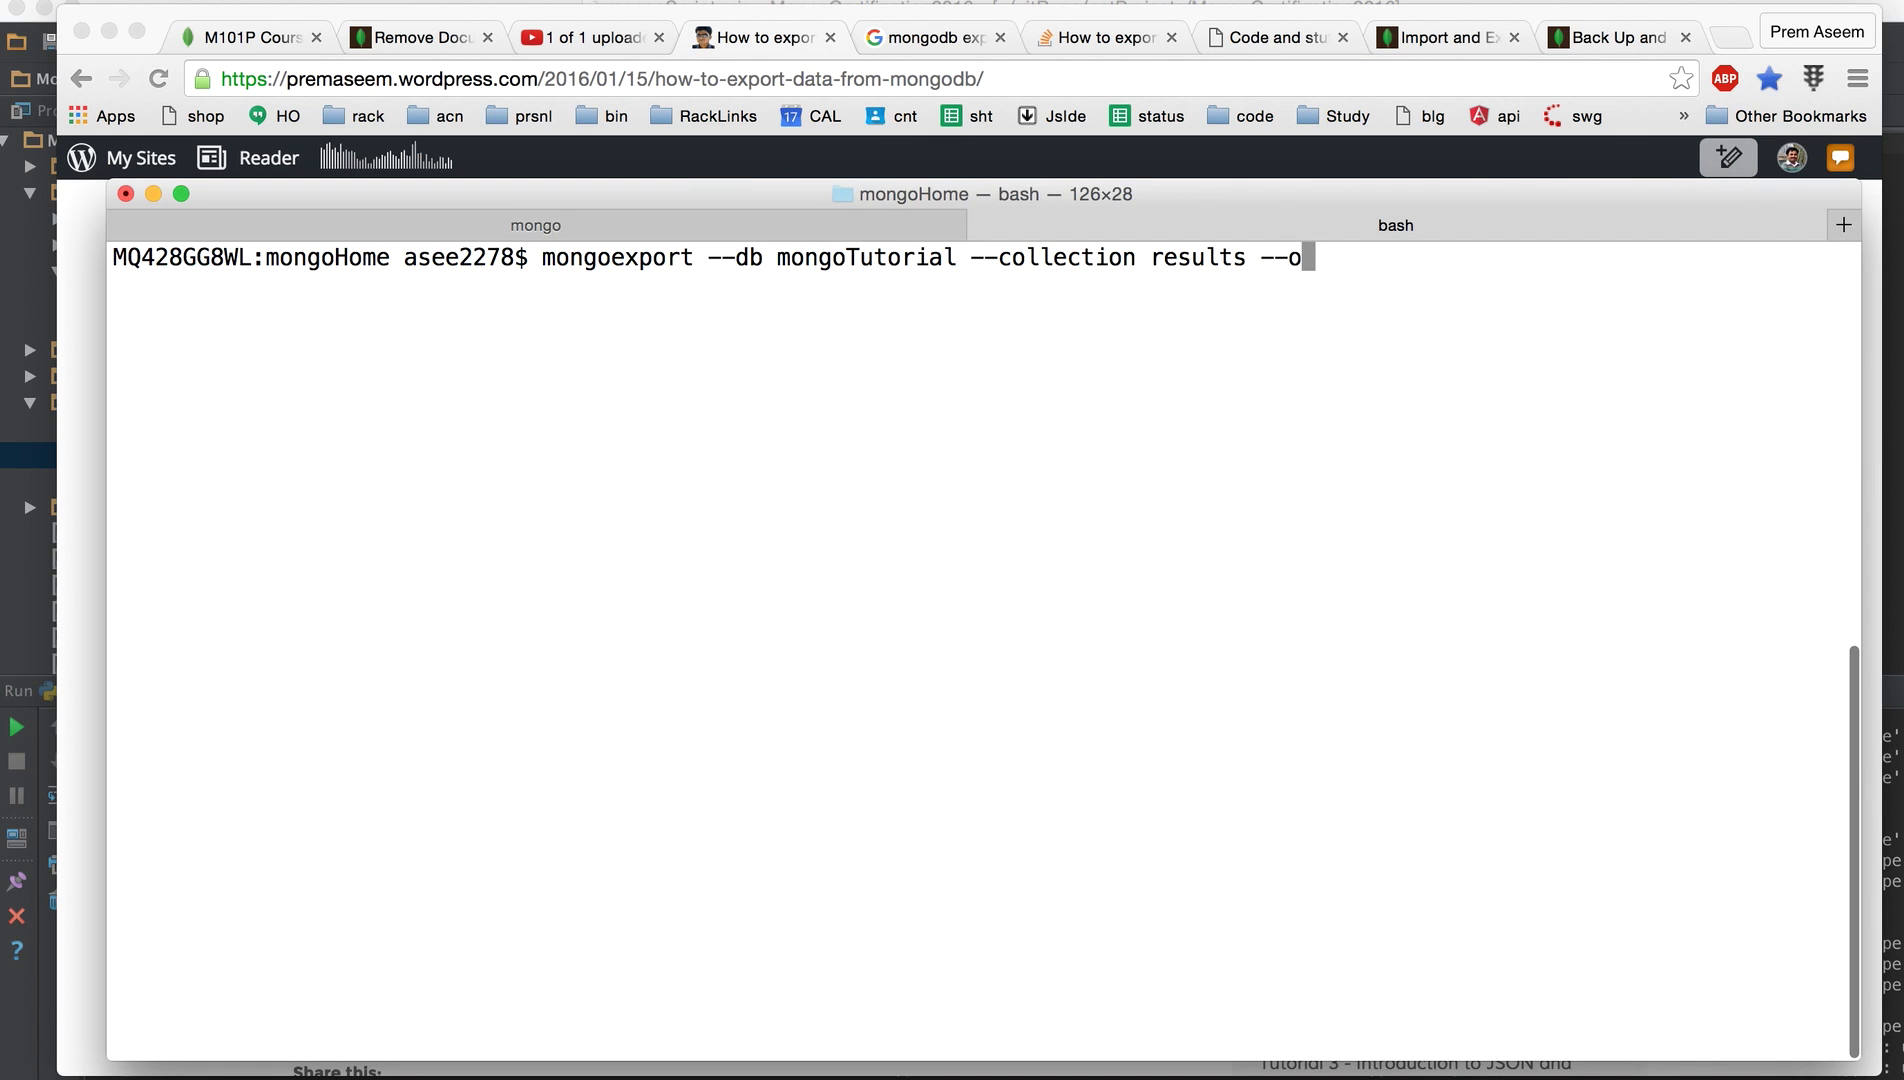 M101P Cours
Remove Docu
1 of 1 upload
How to expor
mongodb exp
How to expor
Code and stu
Import and Ex
Back Up and
Prem Aseem
https://premaseem.wordpress.com/2016/01/15/how-to-export-data-from-mongodb/
ABP
Apps
shop
HO
rack
acn
prsnl
bin
RackLinks
17 CAL
cnt
sht
JsIde
status
code
Study
blg
api
swg
»
Other Bookmarks
My Sites
Reader
mongoHome — bash — 126×28
mongo
bash
MQ428GG8WL:mongoHome asee2278$ mongoexport --db mongoTutorial --collection results --o
Run
Share this:
Tutorial 3 - Introduction to JSON and